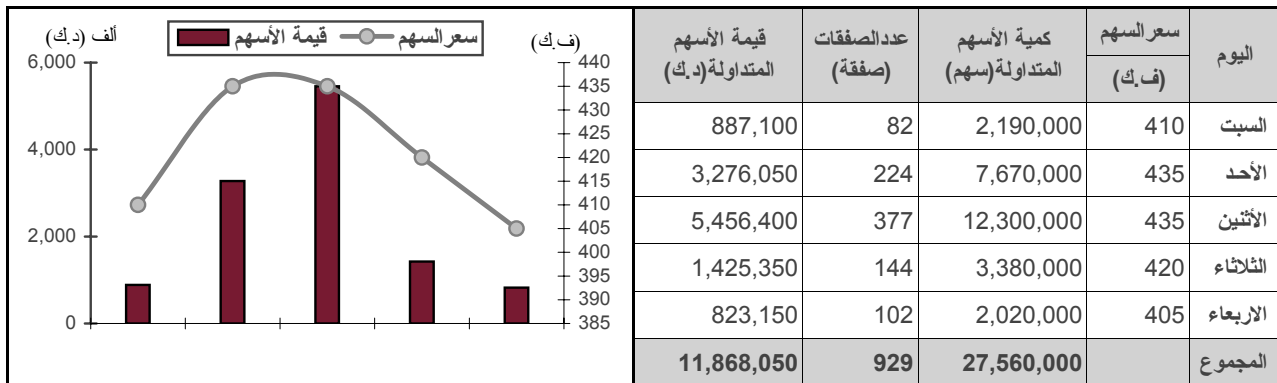 اليوم	سعر السهم (ف.ك)	كمية الأسهم المتداولة(سهم)	عددالصفقات (صفقة)	قيمة الأسهم المتداولة(د.ك)
السبت	410	2,190,000	82	887,100
الأحد	435	7,670,000	224	3,276,050
الأثنين	435	12,300,000	377	5,456,400
الثلاثاء	420	3,380,000	144	1,425,350
الاربعاء	405	2,020,000	102	823,150
المجموع	27,560,000	929	11,868,050
(ف.ك)
سعر السهم
قيمة الأسهم
ألف (د.ك)
440
435
430
425
420
415
410
405
400
395
390
385
6,000
4,000
2,000
0